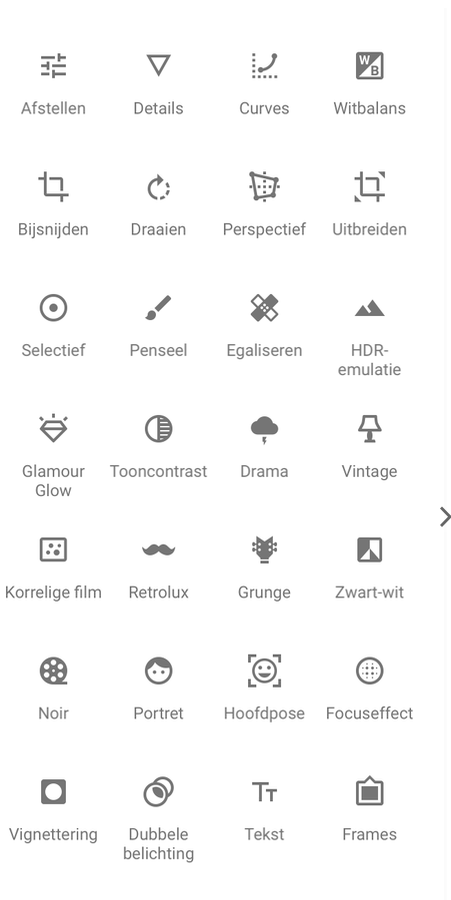 Afstellen Details Curves Witbalans
Bijsnijden Draaien Perspectief Uitbreiden
Selectief Penseel Egaliseren HDR-
emulatie
Glamour Tooncontrast Drama Vintage
Glow
Korrelige film Retrolux Grunge Zwart-wit
Noir Portret Hoofdpose Focuseffect
Vignettering Dubbele Tekst Frames
belichting